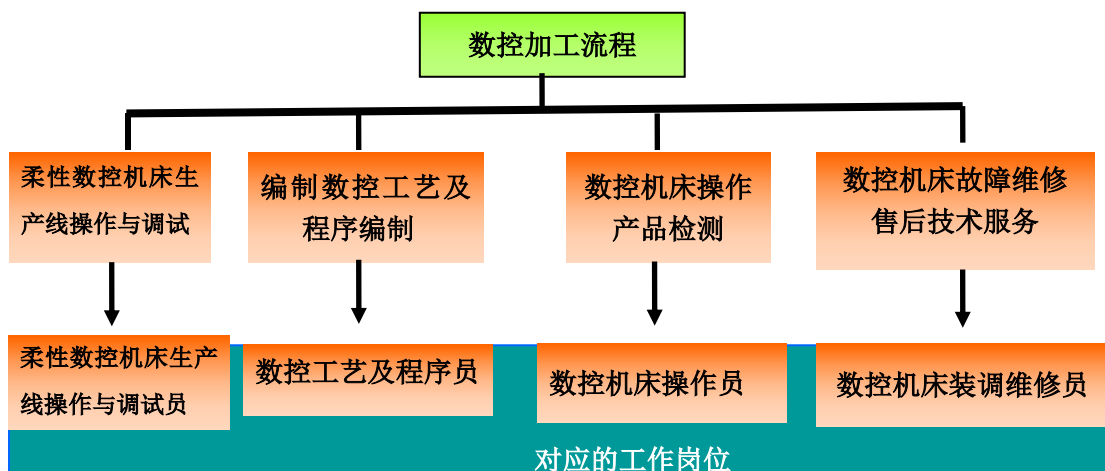 数控加工流程
柔性数控机床生
产线操作与调试
编制数控工艺及
程序编制
数控机床操作
产品检测
数控机床故障维修
售后技术服务
柔性数控机床生产
线操作与调试员
数控工艺及程序员
数控机床操作员
数控机床装调维修员
对应的工作岗位